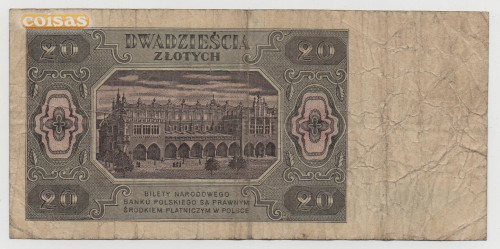 coisas
20 DWADZIEŚCIA 20
ZŁOTYCH
20 BILETY NARODOWEGO 20
BANKU POLSKIEGO SĄ PRAWNYM
ŚRODKIEM PŁATNICZYM W POLSCE